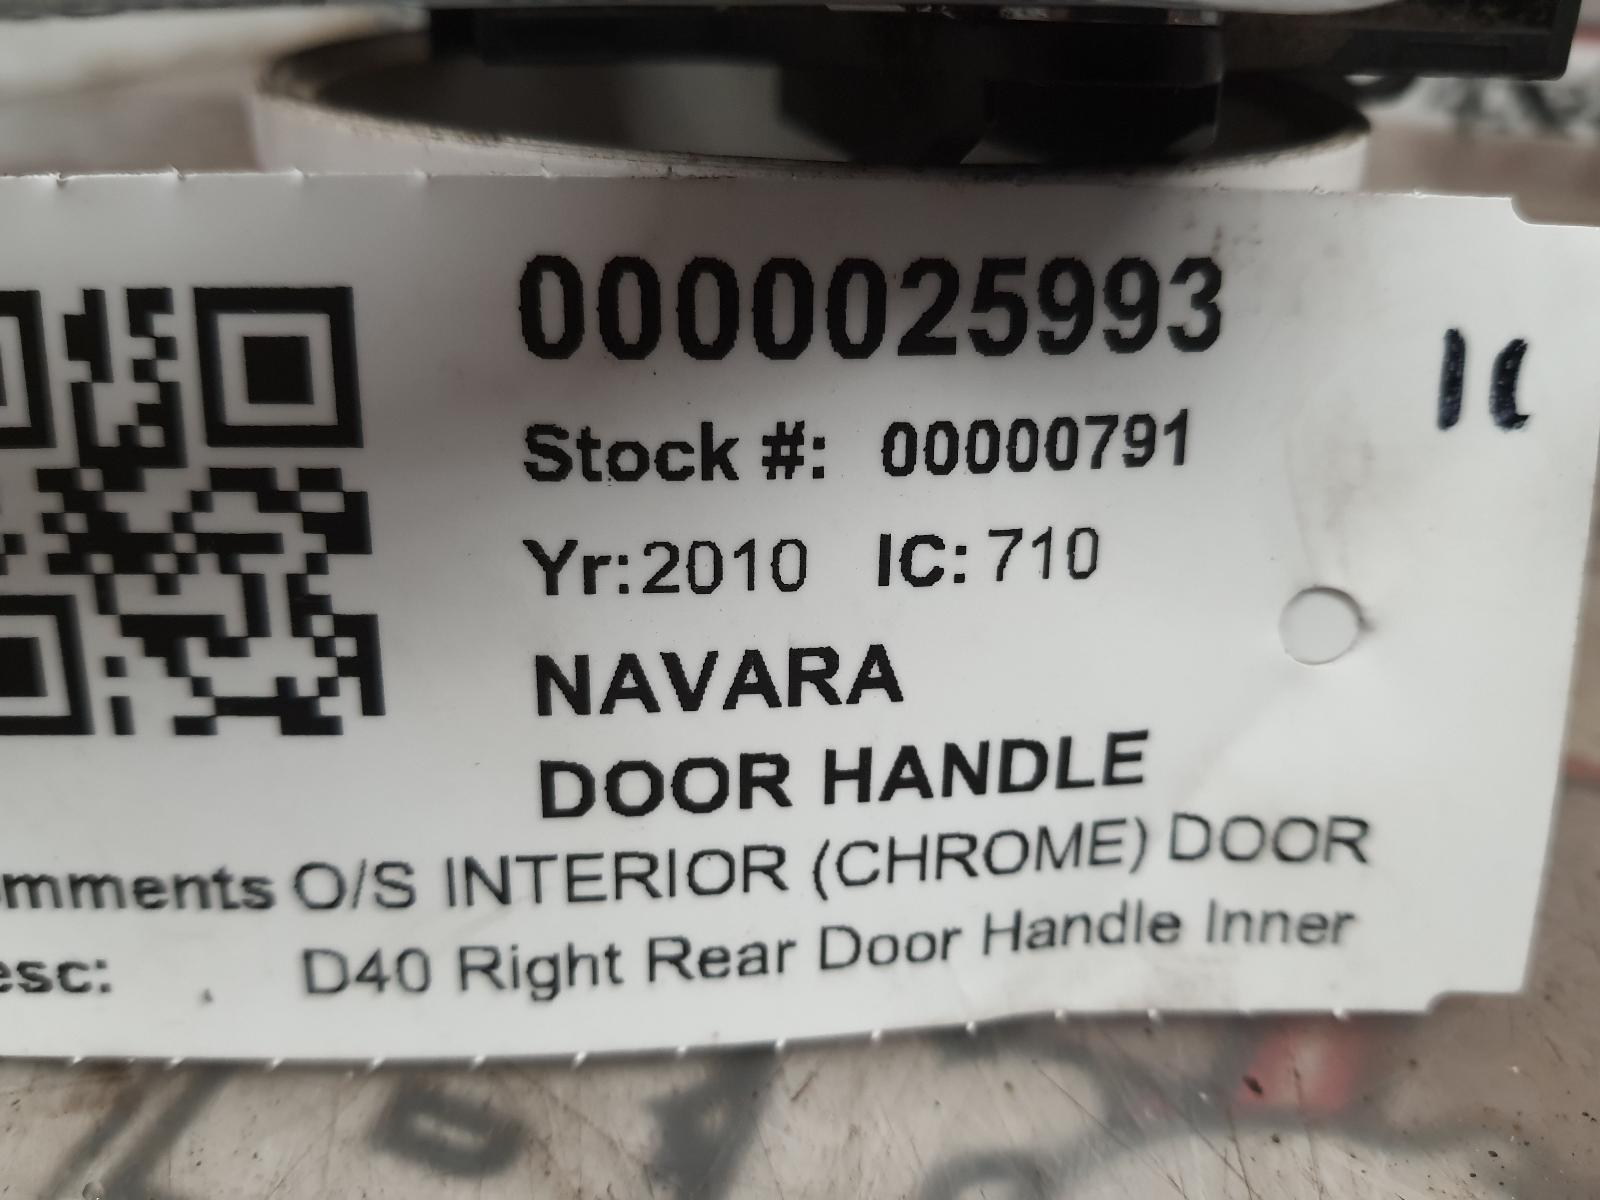 0000025993
Stock #: 00000791
Yr: 2010 IC: 710
NAVARA
DOOR HANDLE
omments O/S INTERIOR (CHROME) DOOR
esc: D40 Right Rear Door Handle Inner